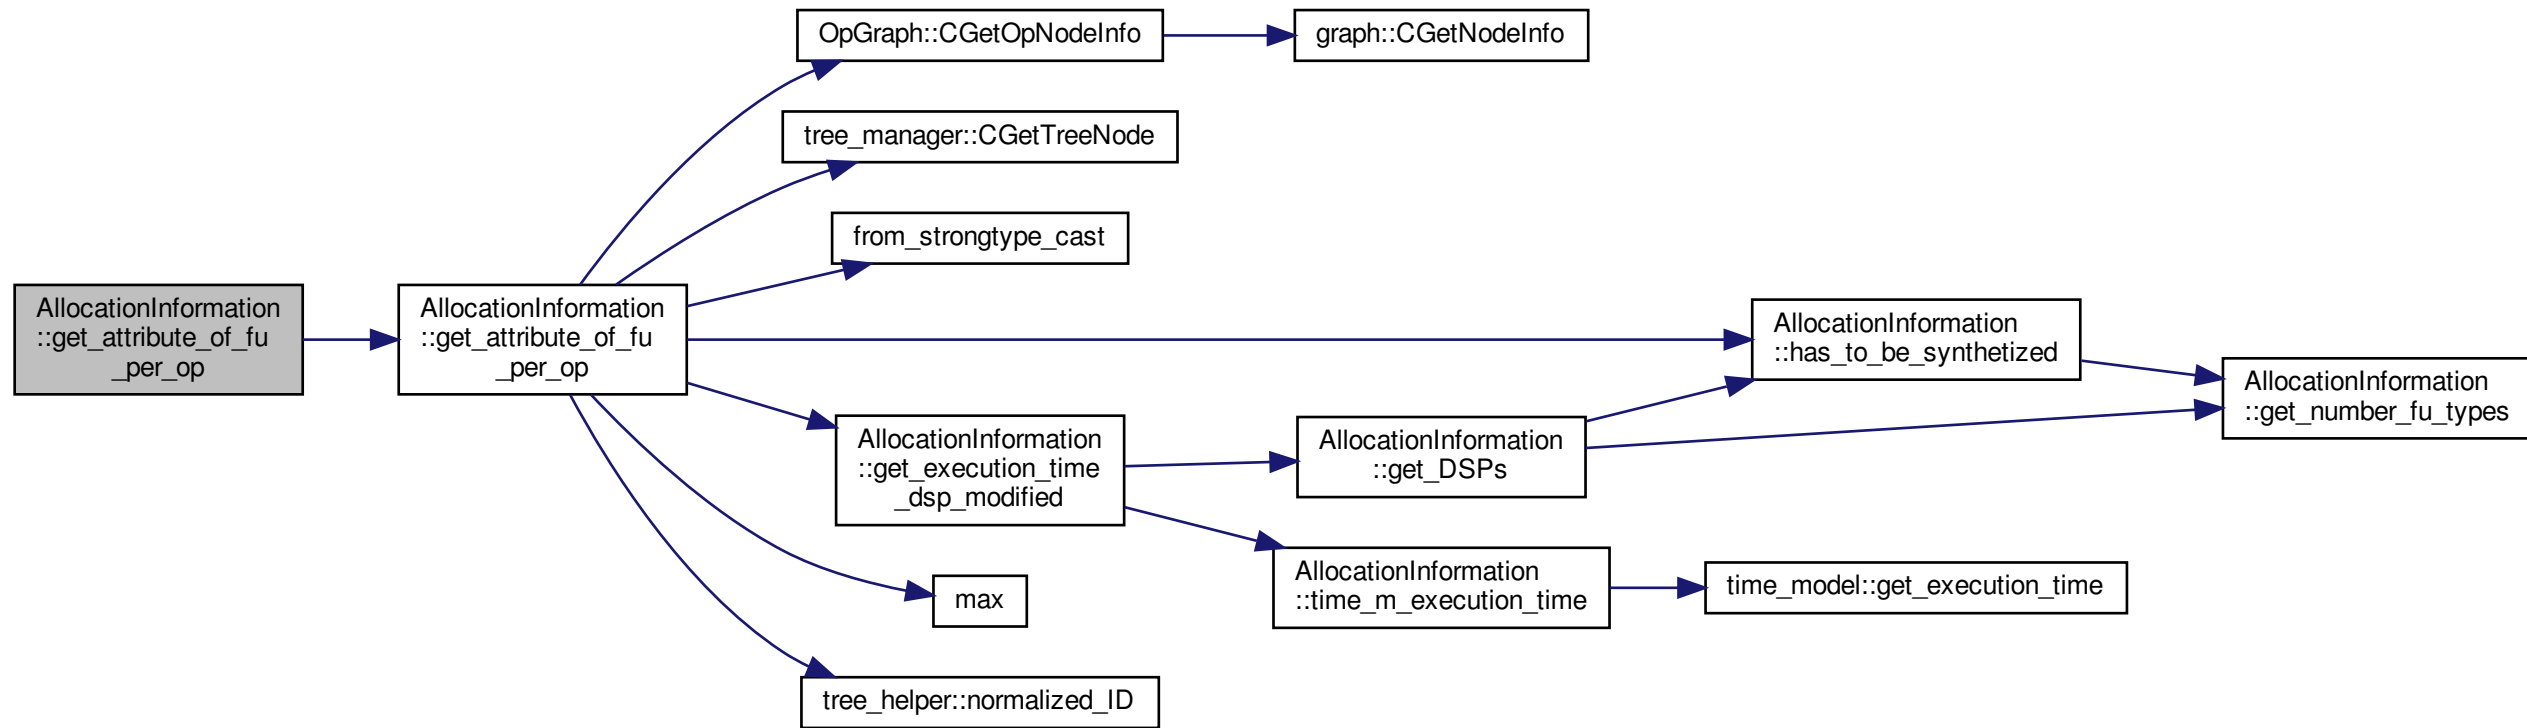 AllocationInformation
::get_attribute_of_fu
_per_op
AllocationInformation
::get_attribute_of_fu
_per_op
OpGraph::CGetOpNodeInfo
graph::CGetNodeInfo
tree_manager::CGetTreeNode
from_strongtype_cast
AllocationInformation
::has_to_be_synthetized
AllocationInformation
::get_number_fu_types
AllocationInformation
::get_execution_time
_dsp_modified
AllocationInformation
::get_DSPs
AllocationInformation
::time_m_execution_time
time_model::get_execution_time
max
tree_helper::normalized_ID